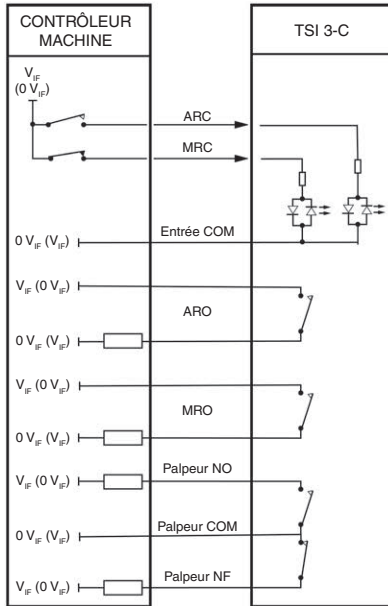 CONTRÔLEUR
MACHINE
TSI 3-C
V_IF
(0 V_IF)
ARC
MRC
Entrée COM
0 V_IF (V_IF)
V_IF (0 V_IF)
ARO
0 V_IF (V_IF)
V_IF (0 V_IF)
MRO
0 V_IF (V_IF)
Palpeur NO
V_IF (0 V_IF)
Palpeur COM
0 V_IF (V_IF)
Palpeur NF
V_IF (0 V_IF)